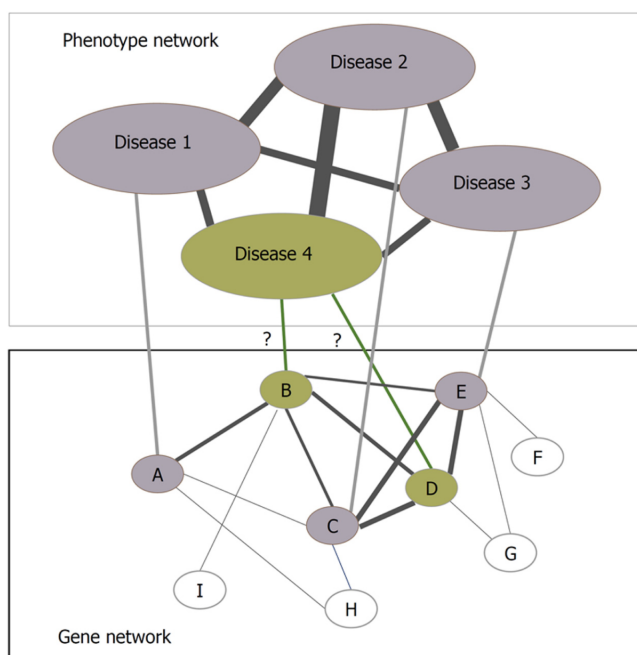 Phenotype network
Disease 2
Disease 1
Disease 3
Disease 4
? ?
B
E
A
F
D
C
G
I
H
Gene network